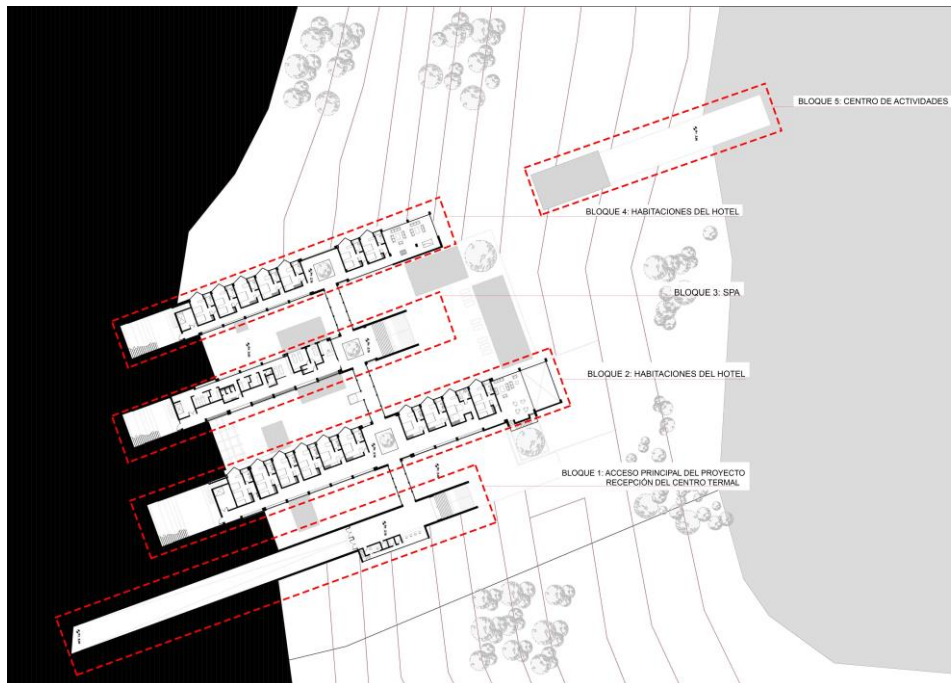 BLOQUE 5: CENTRO DE ACTIVIDADES
BLOQUE 4: HABITACIONES DEL HOTEL
BLOQUE 3: SPA
BLOQUE 2: HABITACIONES DEL HOTEL
BLOQUE 1: ACCESO PRINCIPAL DEL PROYECTO
RECEPCIÓN DEL CENTRO TERMAL